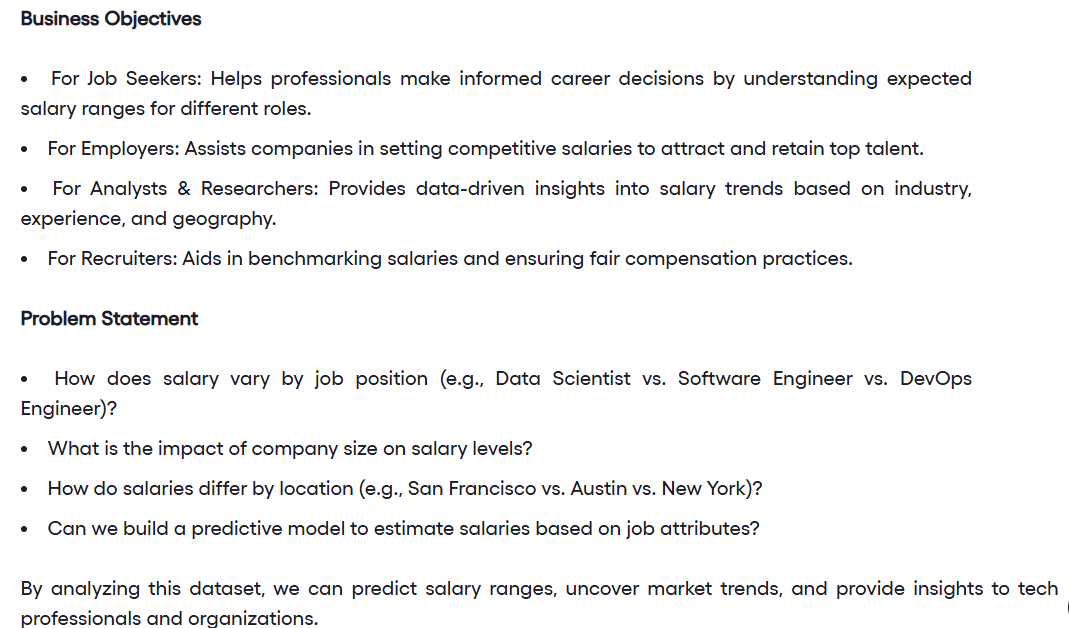 Business Objectives
• For Job Seekers: Helps professionals make informed career decisions by understanding expected
salary ranges for different roles.
• For Employers: Assists companies in setting competitive salaries to attract and retain top talent.
• For Analysts & Researchers: Provides data-driven insights into salary trends based on industry,
experience, and geography.
• For Recruiters: Aids in benchmarking salaries and ensuring fair compensation practices.
Problem Statement
• How does salary vary by job position (e.g., Data Scientist vs. Software Engineer vs. DevOps
Engineer)?
• What is the impact of company size on salary levels?
• How do salaries differ by location (e.g., San Francisco vs. Austin vs. New York)?
• Can we build a predictive model to estimate salaries based on job attributes?
By analyzing this dataset, we can predict salary ranges, uncover market trends, and provide insights to tech
professionals and organizations.